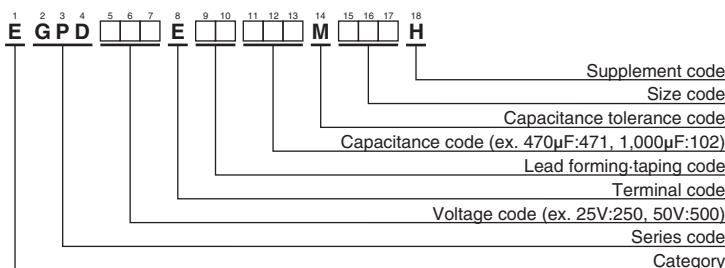 1 2 3 4 5 6 7 8 9 10 11 12 13 14 15 16 17 18
E GPD E M H
Supplement code
Size code
Capacitance tolerance code
Capacitance code (ex. 470µF:471, 1,000µF:102)
Lead forming·taping code
Terminal code
Voltage code (ex. 25V:250, 50V:500)
Series code
Category